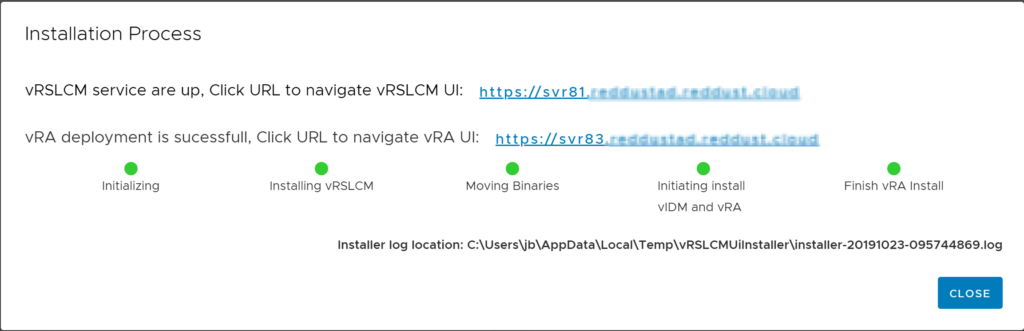 Installation Process
vRSLCM service are up, Click URL to navigate vRSLCM UI: https://svr81.
vRA deployment is sucessfull, Click URL to navigate vRA UI: https://svr83.
Initializing
Installing vRSLCM
Moving Binaries
Initiating install
vIDM and vRA
Finish vRA Install
Installer log location: C:\Users\jb\AppData\Local\Temp\vRSLCMUiInstaller\installer-20191023-095744869.log
CLOSE